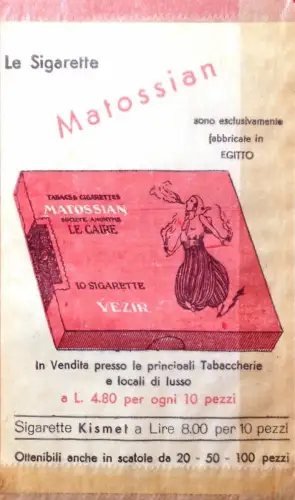 Le Sigarette
Matossian
sono esclusivamente
fabbricate in
EGITTO
TABACS & CIGARETTES
MATOSSIAN
SOCIÉTÉ ANONYME
LE CAIRE
10 SIGARETTE
VEZIR
In Vendita presso le principali Tabaccherie
e locali di lusso
a L. 4.80 per ogni 10 pezzi
Sigarette Kismet a Lire 8.00 per 10 pezzi
Ottenibili anche in scatole da 20 - 50 - 100 pezzi